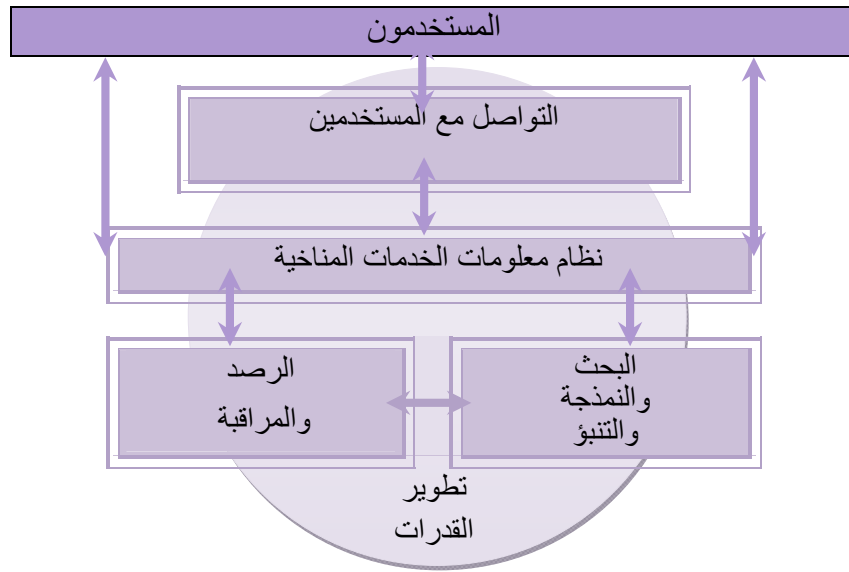 المستخدمون
التواصل مع المستخدمين
نظام معلومات الخدمات المناخية
البحث
والنمذجة
والتنبؤ
الرصد
والمراقبة
تطوير
القدرات